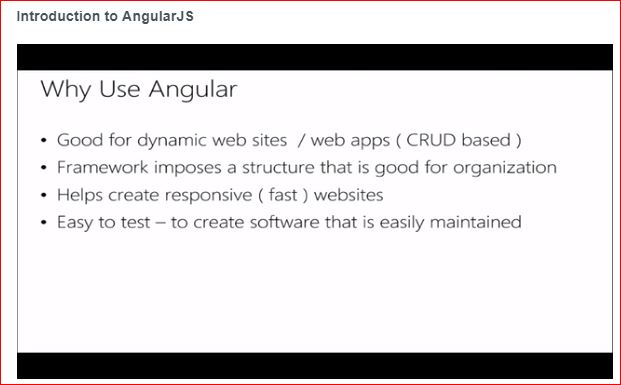 Introduction to AngularJS
Why Use Angular
• Good for dynamic web sites / web apps ( CRUD based )
• Framework imposes a structure that is good for organization
• Helps create responsive ( fast ) websites
• Easy to test – to create software that is easily maintained